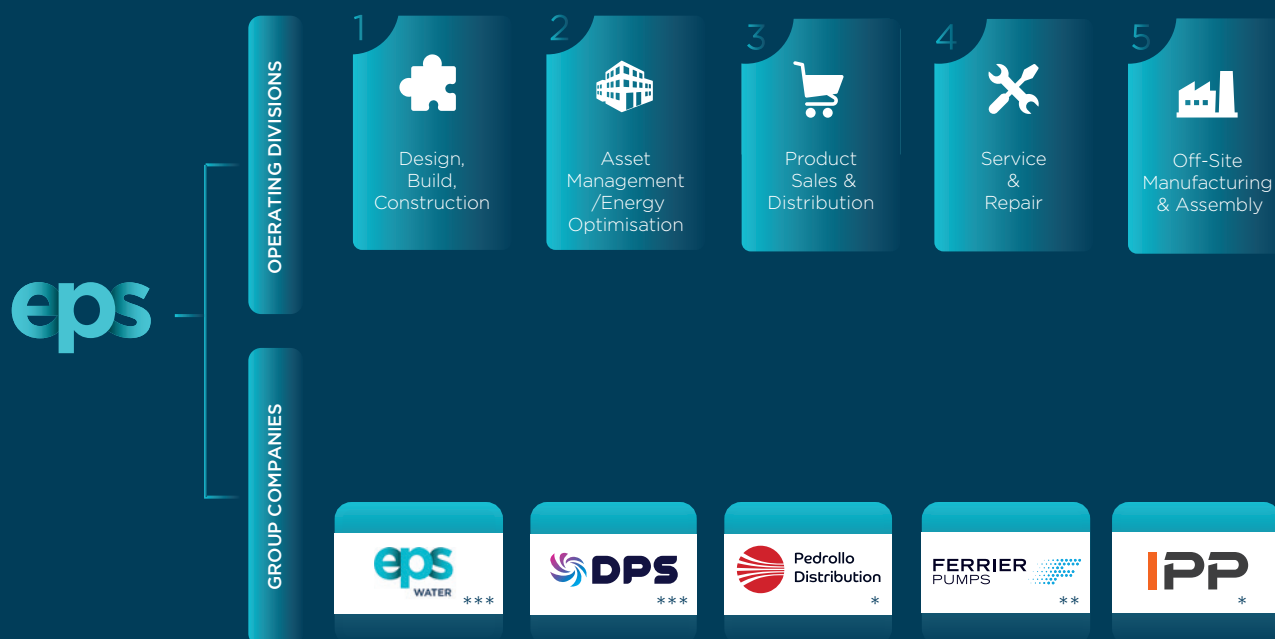 eps
OPERATING DIVISIONS
1
Design,
Build,
Construction
2
Asset
Management
/Energy
Optimisation
3
Product
Sales &
Distribution
4
Service
&
Repair
5
Off-Site
Manufacturing
& Assembly
GROUP COMPANIES
eps
WATER
***
DPS
***
Pedrollo
Distribution
*
FERRIER
PUMPS
**
IPP
*